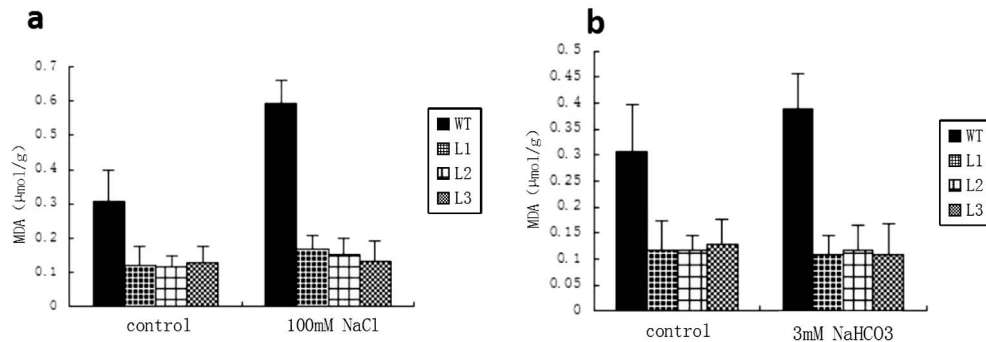 a
0.7
0.6
0.5
0.4
0.3
0.2
0.1
0
MDA (μmol/g)
control
100mM NaCl
WT
L1
L2
L3
b
0.5
0.45
0.4
0.35
0.3
0.25
0.2
0.15
0.1
0.05
0
MDA (μmol/g)
control
3mM NaHCO3
WT
L1
L2
L3